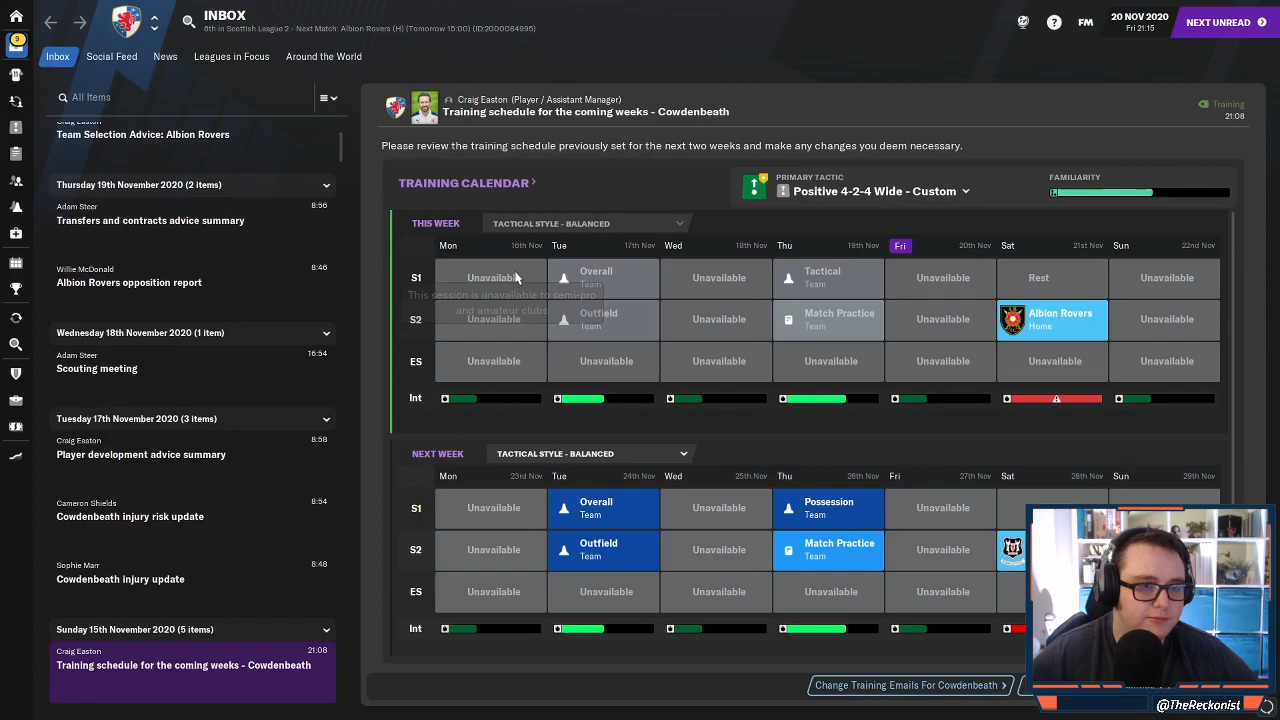 INBOX
6th in Scottish League 2 - Next Match: Albion Rovers (H) (Tomorrow 15:00) (ID:2000084995)
FM
20 NOV 2020
Fri 21:15
NEXT UNREAD
9
Inbox
Social Feed
News
Leagues in Focus
Around the World
All Items
Craig Easton
Team Selection Advice: Albion Rovers
Thursday 19th November 2020 (2 items)
Adam Steer 8:56
Transfers and contracts advice summary
Willie McDonald 8:46
Albion Rovers opposition report
Wednesday 18th November 2020 (1 item)
Adam Steer 16:54
Scouting meeting
Tuesday 17th November 2020 (3 items)
Craig Easton 8:58
Player development advice summary
Cameron Shields 8:54
Cowdenbeath injury risk update
Sophie Marr 8:48
Cowdenbeath injury update
Sunday 15th November 2020 (5 items)
Craig Easton 21:08
Training schedule for the coming weeks - Cowdenbeath
Craig Easton (Player / Assistant Manager)
Training schedule for the coming weeks - Cowdenbeath
Training
21:08
Please review the training schedule previously set for the next two weeks and make any changes you deem necessary.
TRAINING CALENDAR
PRIMARY TACTIC
Positive 4-2-4 Wide - Custom
FAMILIARITY
THIS WEEK TACTICAL STYLE - BALANCED
Mon 16th Nov Tue 17th Nov Wed 18th Nov Thu 19th Nov Fri 20th Nov Sat 21st Nov Sun 22nd Nov
S1 Unavailable Overall Team Unavailable Tactical Team Unavailable Rest Unavailable
This session is unavailable to semi-pro
and amateur clubs
S2 Unavailable Outfield Team Unavailable Match Practice Team Unavailable Albion Rovers Home Unavailable
ES Unavailable Unavailable Unavailable Unavailable Unavailable Unavailable Unavailable
Int
NEXT WEEK TACTICAL STYLE - BALANCED
Mon 23rd Nov Tue 24th Nov Wed 25th Nov Thu 26th Nov Fri 27th Nov Sat 28th Nov Sun 29th Nov
S1 Unavailable Overall Team Unavailable Possession Team Unavailable
S2 Unavailable Outfield Team Unavailable Match Practice Team Unavailable
ES Unavailable Unavailable Unavailable Unavailable Unavailable
Int
Change Training Emails For Cowdenbeath
@TheReckonist